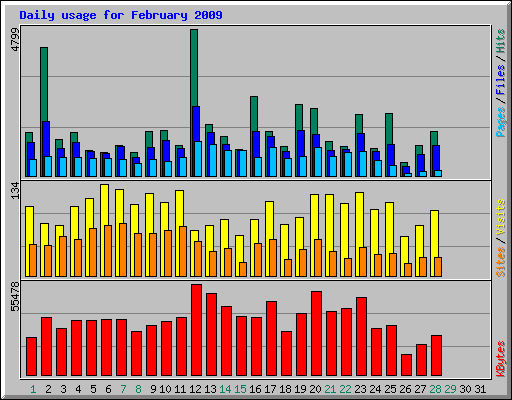 Daily usage for February 2009
4799
Pages / Files / Hits
134
Sites / Visits
55478
KBytes
1 2 3 4 5 6 7 8 9 10 11 12 13 14 15 16 17 18 19 20 21 22 23 24 25 26 27 28 29 30 31